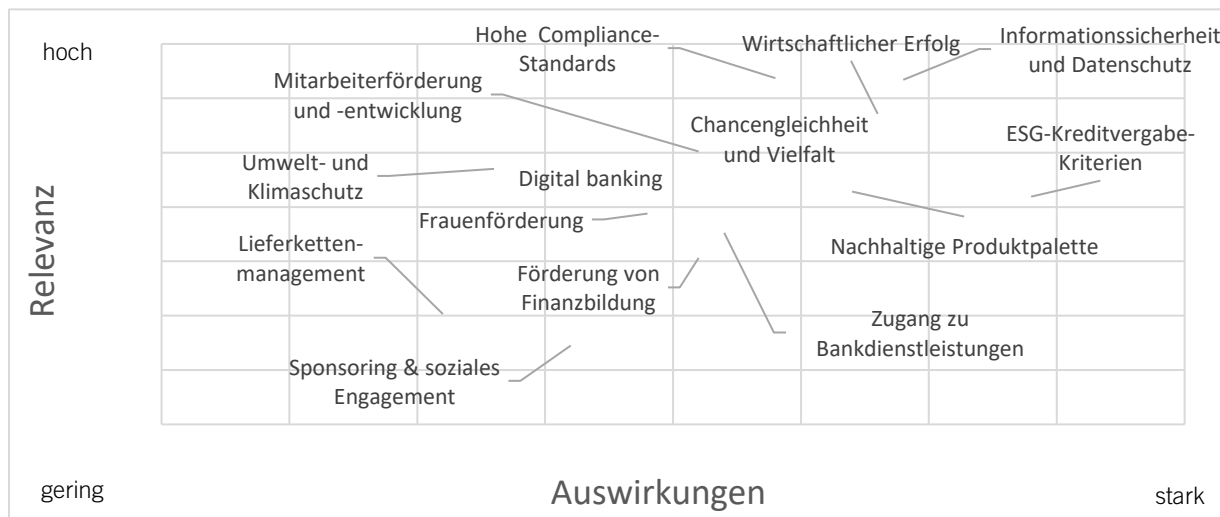 hoch
Hohe Compliance-
Standards
Wirtschaftlicher Erfolg
Informationssicherheit
und Datenschutz
Mitarbeiterförderung
und -entwicklung
Chancengleichheit
und Vielfalt
ESG-Kreditvergabe-
Kriterien
Umwelt- und
Klimaschutz
Digital banking
Frauenförderung
Nachhaltige Produktpalette
Lieferketten-
management
Förderung von
Finanzbildung
Zugang zu
Bankdienstleistungen
Sponsoring & soziales
Engagement
Relevanz
gering
Auswirkungen
stark